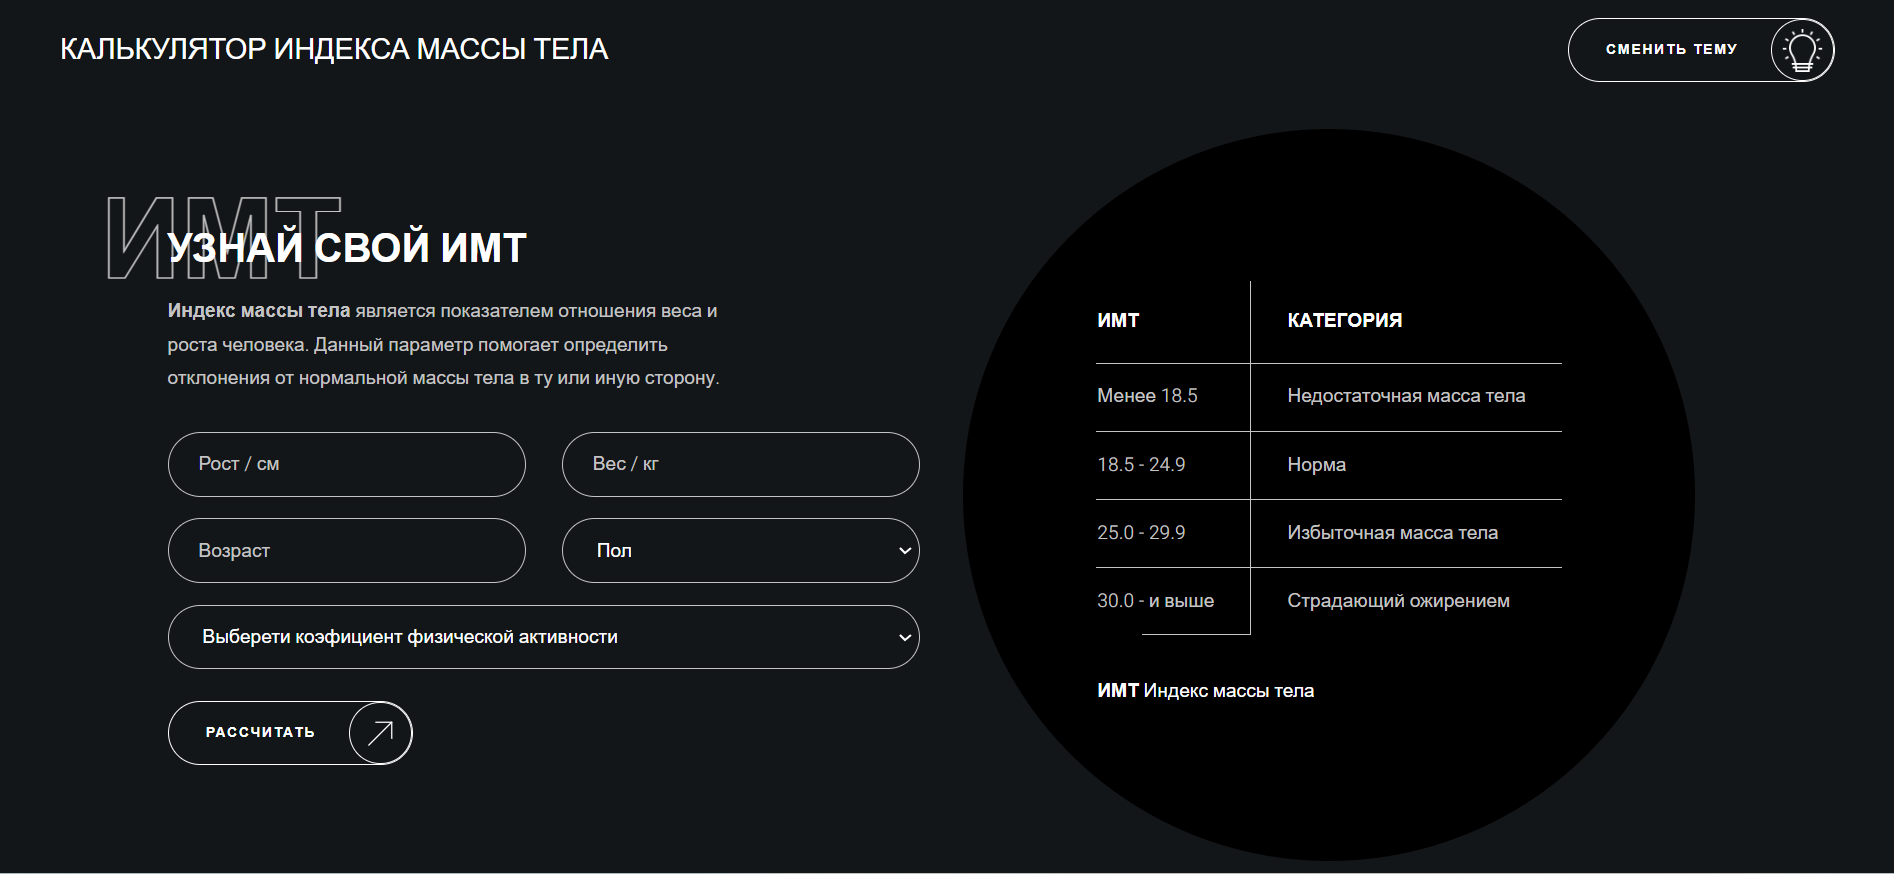 КАЛЬКУЛЯТОР ИНДЕКСА МАССЫ ТЕЛА
СМЕНИТЬ ТЕМУ
ИМТ
УЗНАЙ СВОЙ ИМТ
Индекс массы тела является показателем отношения веса и
роста человека. Данный параметр помогает определить
отклонения от нормальной массы тела в ту или иную сторону.
Рост / см
Вес / кг
Возраст
Пол
Выберети коэфициент физической активности
РАССЧИТАТЬ
ИМТ КАТЕГОРИЯ
Менее 18.5 Недостаточная масса тела
18.5 - 24.9 Норма
25.0 - 29.9 Избыточная масса тела
30.0 - и выше Страдающий ожирением
ИМТ Индекс массы тела